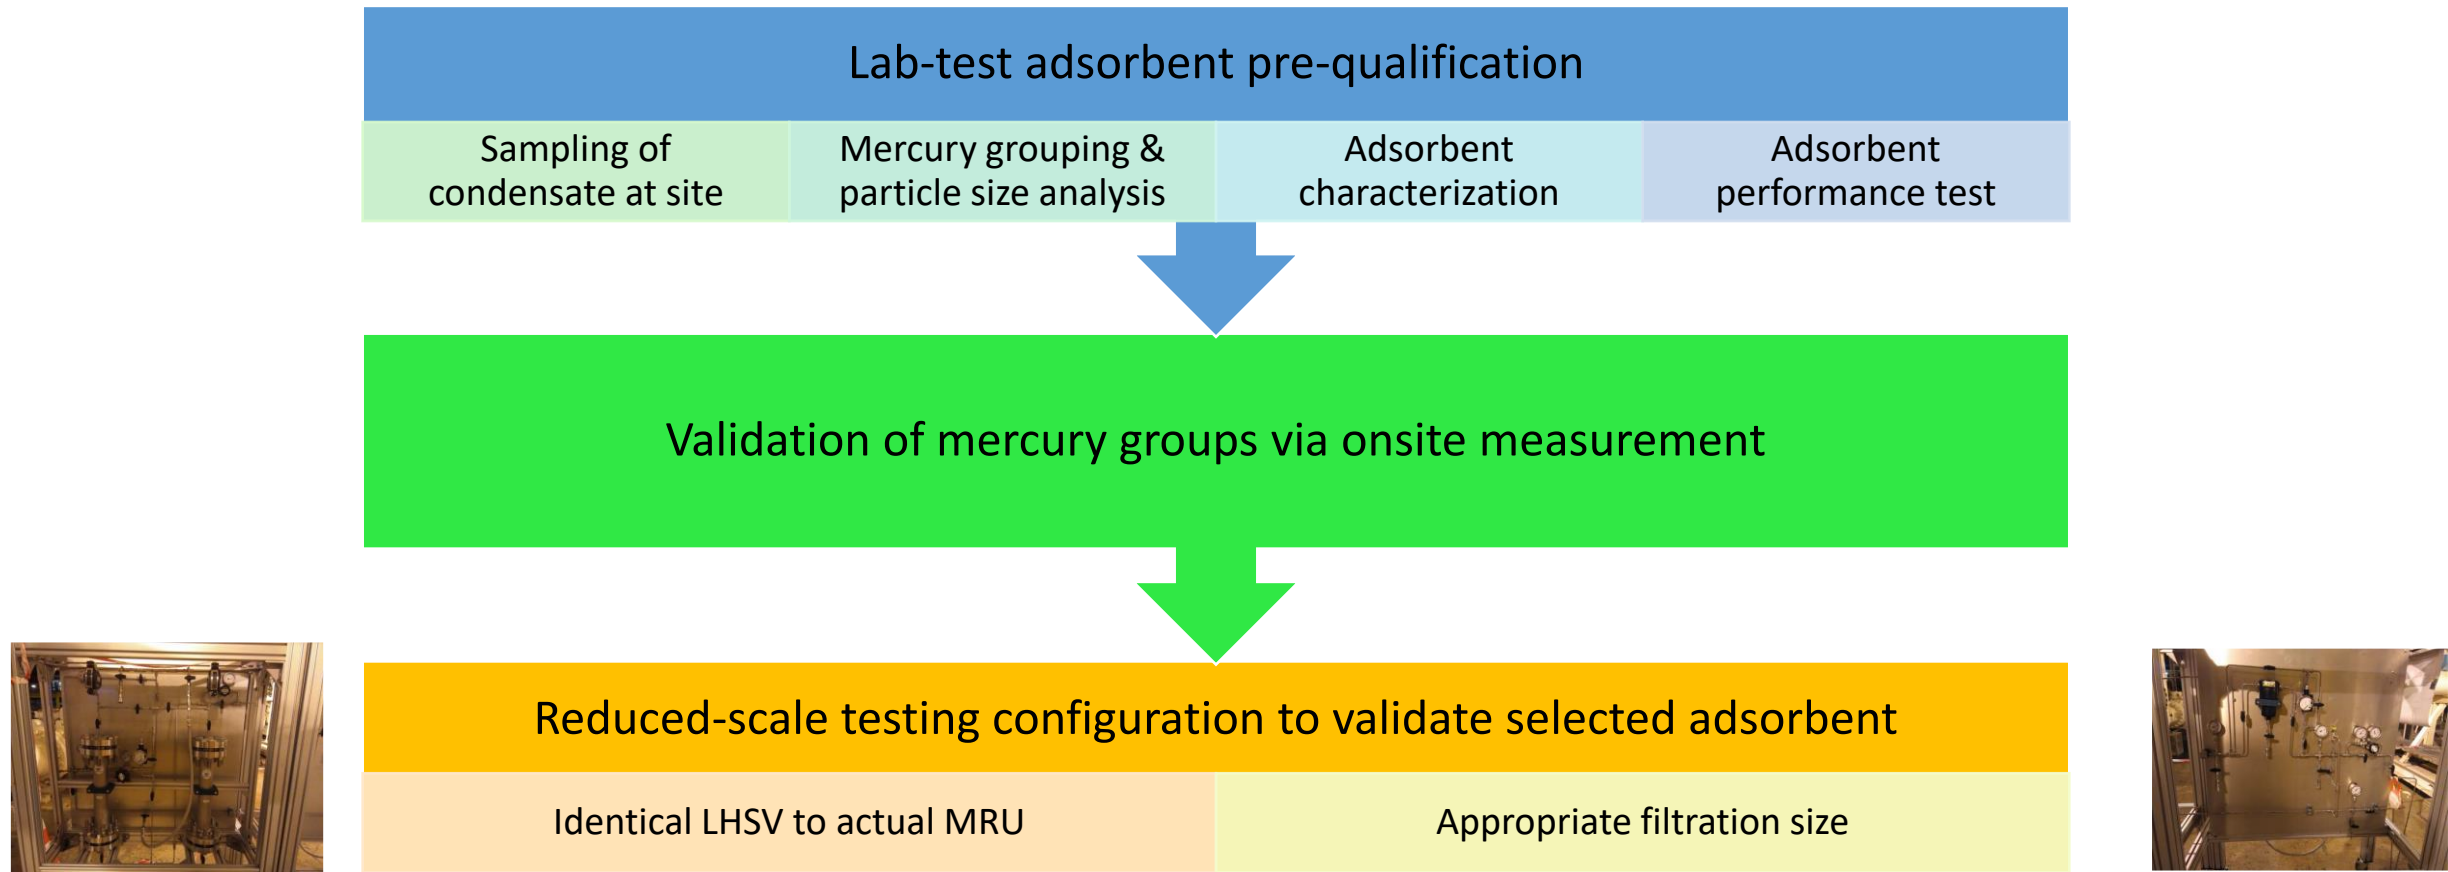 Lab-test adsorbent pre-qualification
Sampling of
condensate at site
Mercury grouping &
particle size analysis
Adsorbent
characterization
Adsorbent
performance test
Validation of mercury groups via onsite measurement
Reduced-scale testing configuration to validate selected adsorbent
Identical LHSV to actual MRU
Appropriate filtration size